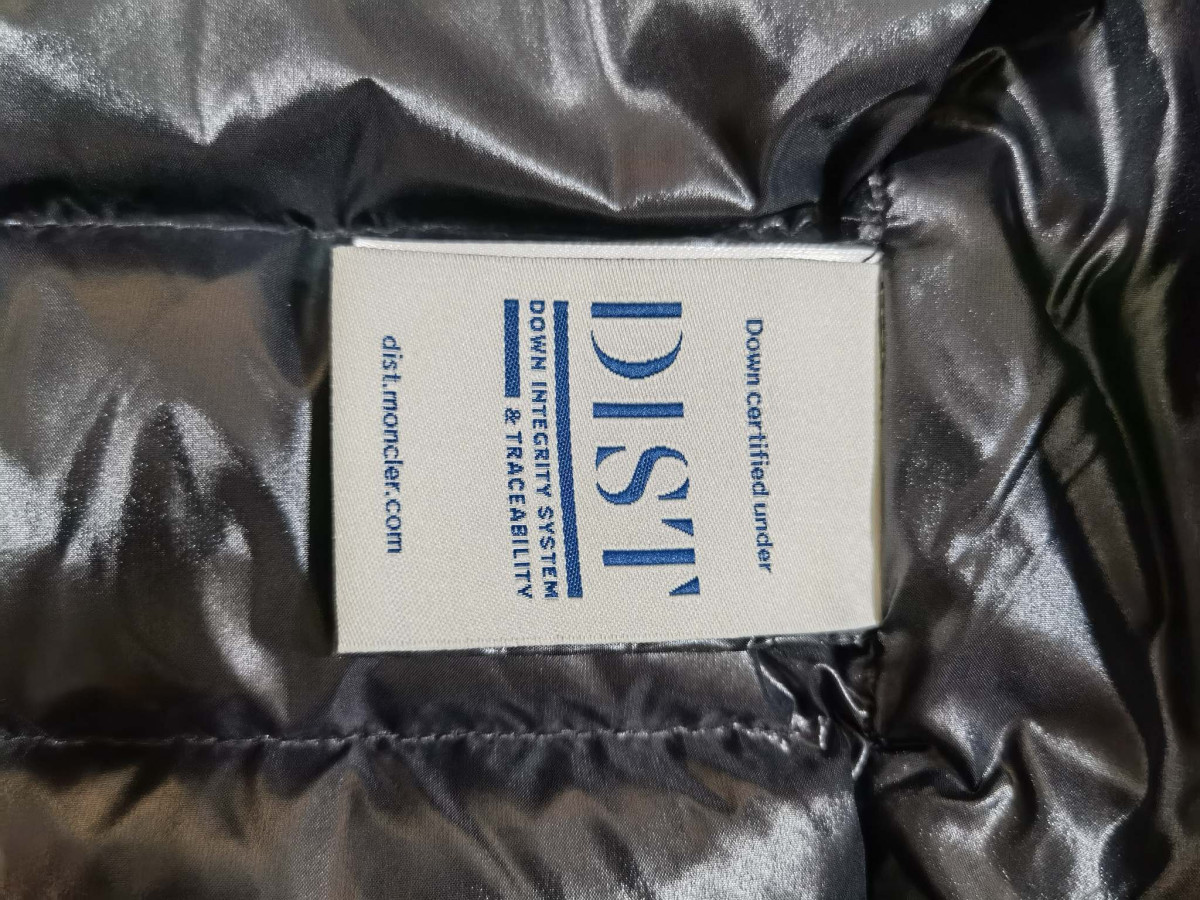 Down certified under
DIST
DOWN INTEGRITY SYSTEM
& TRACEABILITY
dist.moncler.com